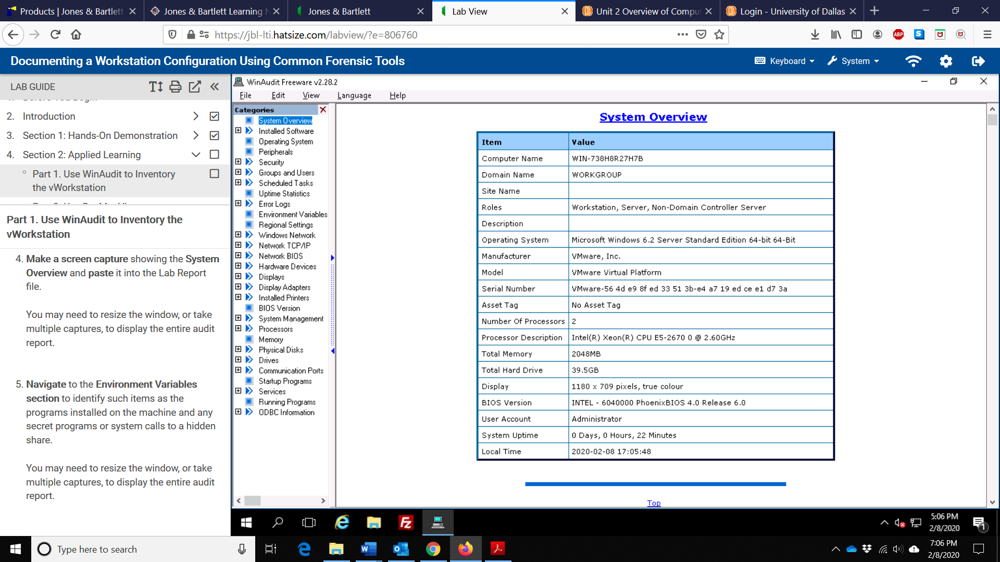 Products | Jones & Bartlett
Jones & Bartlett Learning
Jones & Bartlett
Lab View
Unit 2 Overview of Compu
Login - University of Dallas
https://jbl-lti.hatsize.com/labview/?e=806760
ABP
S
Documenting a Workstation Configuration Using Common Forensic Tools
Keyboard
System
LAB GUIDE
2. Introduction
3. Section 1: Hands-On Demonstration
4. Section 2: Applied Learning
Part 1. Use WinAudit to Inventory
the vWorkstation
Part 1. Use WinAudit to Inventory the
vWorkstation
4. Make a screen capture showing the System
Overview and paste it into the Lab Report
file.
You may need to resize the window, or take
multiple captures, to display the entire audit
report.
5. Navigate to the Environment Variables
section to identify such items as the
programs installed on the machine and any
secret programs or system calls to a hidden
share.
You may need to resize the window, or take
multiple captures, to display the entire audit
report.
WinAudit Freeware v2.28.2
File Edit View Language Help
Categories
System Overview
Installed Software
Operating System
Peripherals
Security
Groups and Users
Scheduled Tasks
Uptime Statistics
Error Logs
Environment Variables
Regional Settings
Windows Network
Network TCP/IP
Network BIOS
Hardware Devices
Displays
Display Adapters
Installed Printers
BIOS Version
System Management
Processors
Memory
Physical Disks
Drives
Communication Ports
Startup Programs
Services
Running Programs
ODBC Information
System Overview
Item Value
Computer Name WIN-738H8R27H7B
Domain Name WORKGROUP
Site Name
Roles Workstation, Server, Non-Domain Controller Server
Description
Operating System Microsoft Windows 6.2 Server Standard Edition 64-bit 64-Bit
Manufacturer VMware, Inc.
Model VMware Virtual Platform
Serial Number VMware-56 4d e9 8f ed 33 51 3b-e4 a7 19 ed ce e1 d7 3a
Asset Tag No Asset Tag
Number Of Processors 2
Processor Description Intel(R) Xeon(R) CPU E5-2670 0 @ 2.60GHz
Total Memory 2048MB
Total Hard Drive 39.5GB
Display 1180 x 709 pixels, true colour
BIOS Version INTEL - 6040000 PhoenixBIOS 4.0 Release 6.0
User Account Administrator
System Uptime 0 Days, 0 Hours, 22 Minutes
Local Time 2020-02-08 17:05:48
Top
Fz
5:06 PM
2/8/2020
1
Type here to search
7:06 PM
2/8/2020